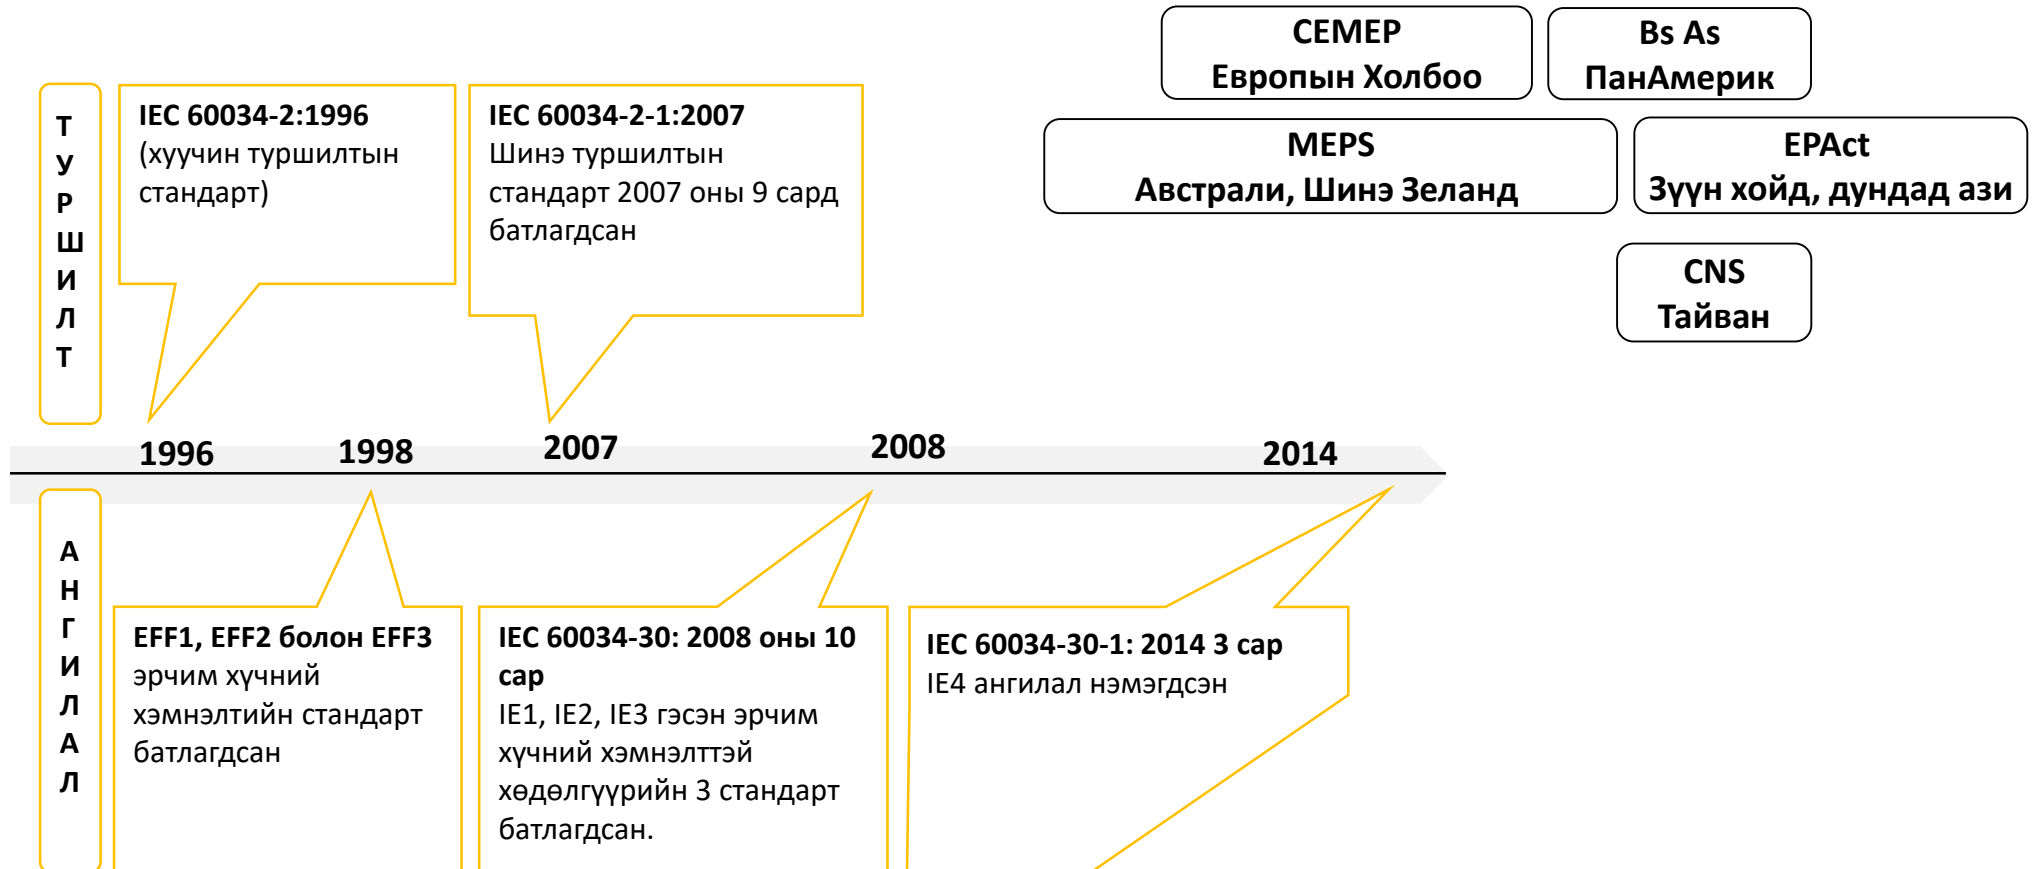 CEMEP
Европын Холбоо
Bs As
ПанАмерик
MEPS
Австрали, Шинэ Зеланд
EPAct
Зүүн хойд, дундад ази
CNS
Тайван
Т
У
Р
Ш
И
Л
Т
IEC 60034-2:1996
(хуучин туршилтын
стандарт)
IEC 60034-2-1:2007
Шинэ туршилтын
стандарт 2007 оны 9 сард
батлагдсан
1996
1998
2007
2008
2014
А
Н
Г
И
Л
А
Л
EFF1, EFF2 болон EFF3
эрчим хүчний
хэмнэлтийн стандарт
батлагдсан
IEC 60034-30: 2008 оны 10
сар
IE1, IE2, IE3 гэсэн эрчим
хүчний хэмнэлттэй
хөдөлгүүрийн 3 стандарт
батлагдсан.
IEC 60034-30-1: 2014 3 сар
IE4 ангилал нэмэгдсэн